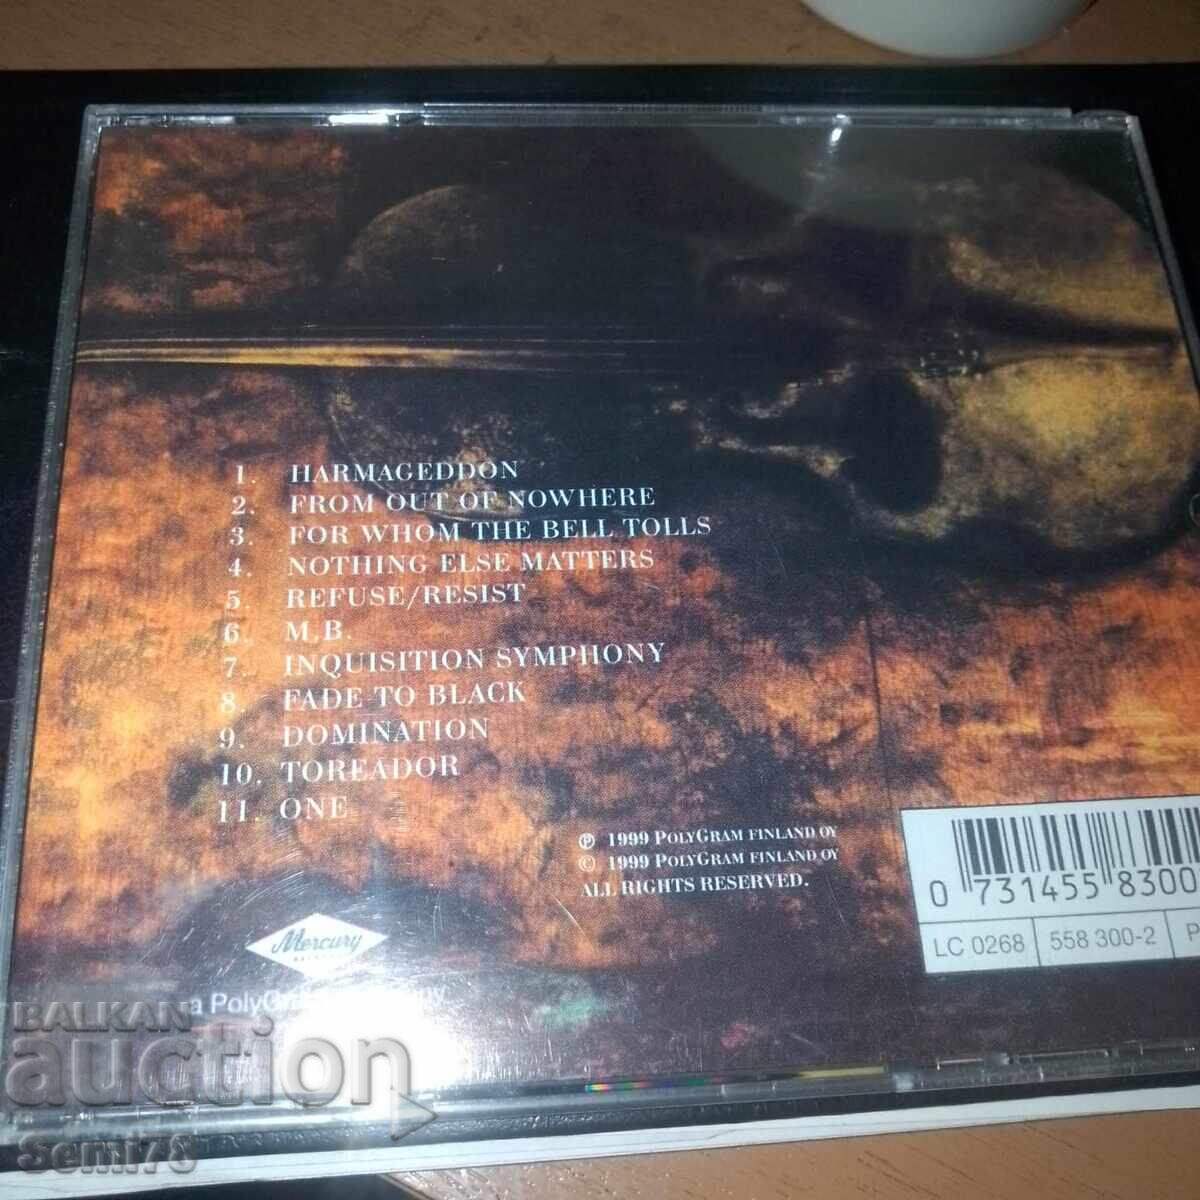 1. HARMAGEDDON
2. FROM OUT OF NOWHERE
3. FOR WHOM THE BELL TOLLS
4. NOTHING ELSE MATTERS
5. REFUSE/RESIST
6. M.B.
7. INQUISITION SYMPHONY
8. FADE TO BLACK
9. DOMINATION
10. TOREADOR
11. ONE
℗ 1999 POLYGRAM FINLAND OY
© 1999 POLYGRAM FINLAND OY
ALL RIGHTS RESERVED.
0 731455 8300
LC 0268 558 300-2 P
Mercury
a PolyGram
BALKAN
auction
Semi78